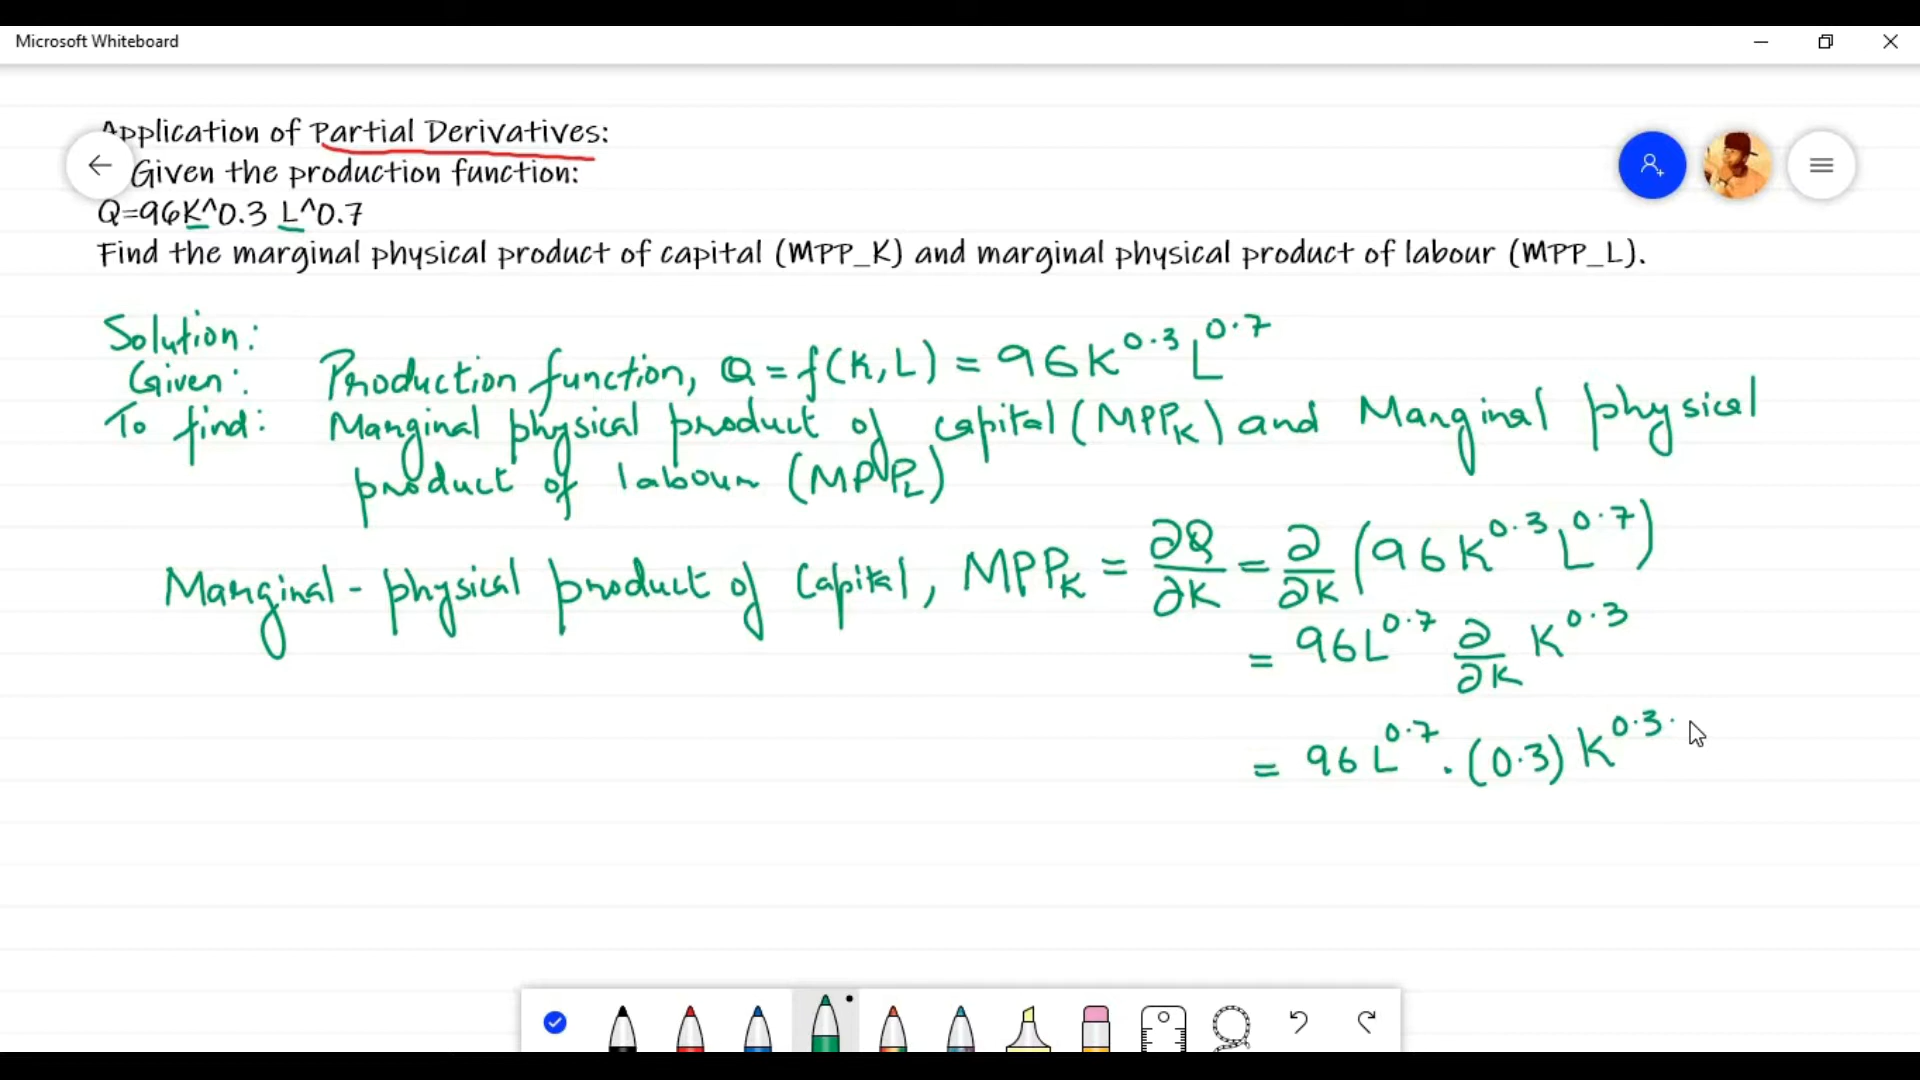 Microsoft Whiteboard
Application of Partial Derivatives:
Given the production function:
Q=96K^0.3 L^0.7
Find the marginal physical product of capital (MPP_K) and marginal physical product of labour (MPP_L).
Solution:
Given: Production function, Q = f(K, L) = 96K^0.3 L^0.7
To find: Marginal physical product of capital (MPP_K) and Marginal physical
product of labour (MPP_L)
Marginal - physical product of Capital, MPP_K = ∂Q/∂K = ∂/∂K (96K^0.3 L^0.7)
= 96L^0.7 ∂/∂K K^0.3
= 96L^0.7 . (0.3) K^0.3.